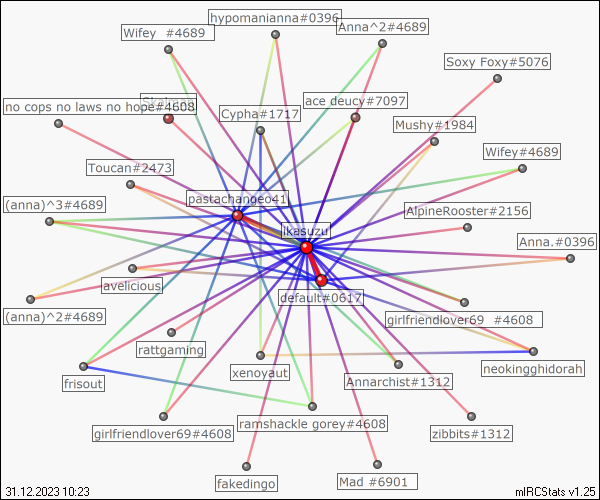 hypomanianna#0396
Wifey #4689
Anna^2#4689
Soxy Foxy#5076
no cops no laws no hope#4608
ace deucy#7097
Cypha#1717
Mushy#1984
Toucan#2473
Wifey#4689
pastachanoeo41
(anna)^3#4689
AlpineRooster#2156
ikasuzu
Anna.#0396
avelicious
default#0617
(anna)^2#4689
girlfriendlover69 #4608
rattgaming
xenoyaut
neokingghidorah
frisout
Annarchist#1312
ramshackle gorey#4608
girlfriendlover69#4608
zibbits#1312
fakedingo
Mad #6901
31.12.2023 10:23
mIRCStats v1.25